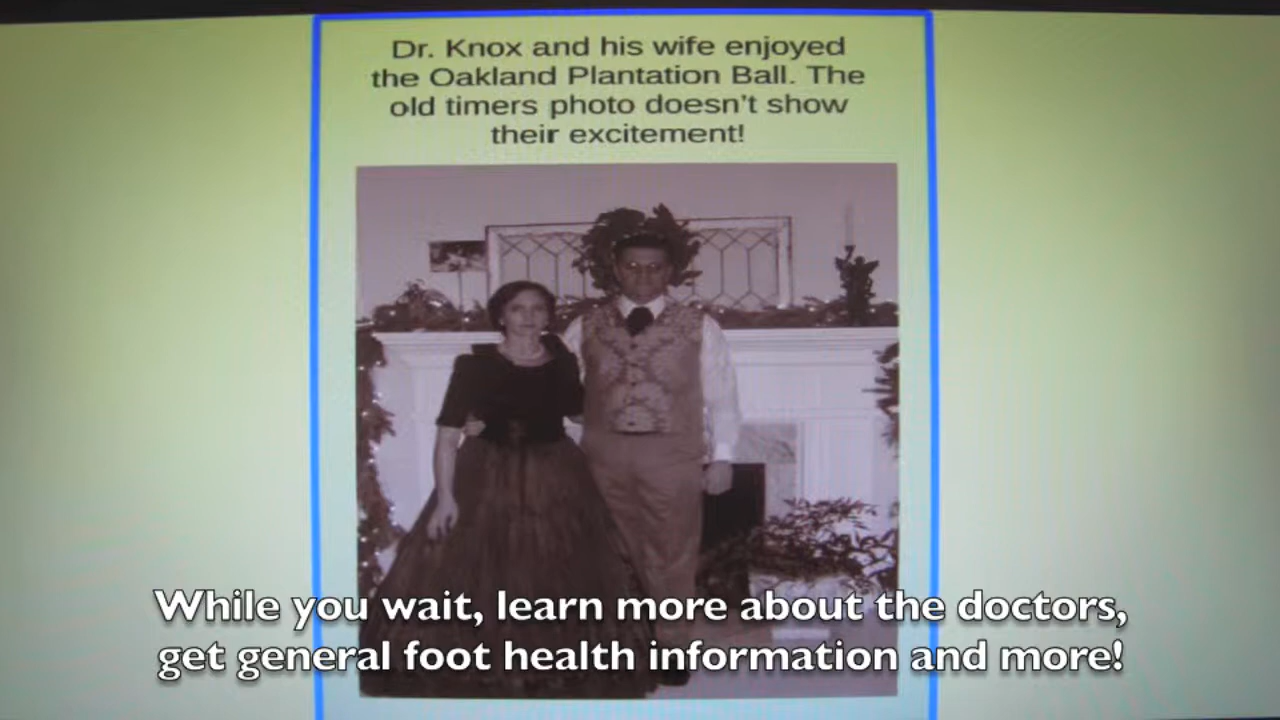 Dr. Knox and his wife enjoyed
the Oakland Plantation Ball. The
old timers photo doesn't show
their excitement!
While you wait, learn more about the doctors,
get general foot health information and more!